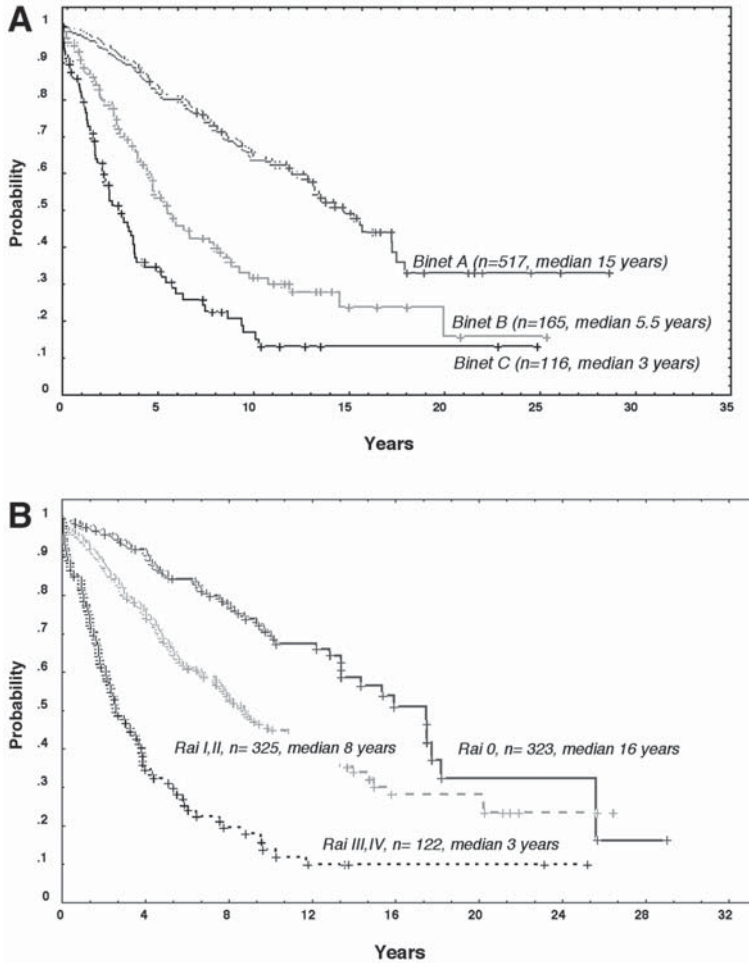 A
1
.9
.8
.7
.6
.5
.4
.3
.2
.1
0
Probability
Binet A (n=517, median 15 years)
Binet B (n=165, median 5.5 years)
Binet C (n=116, median 3 years)
0 5 10 15 20 25 30 35
Years
B
1
.9
.8
.7
.6
.5
.4
.3
.2
.1
0
Probability
Rai I,II, n= 325, median 8 years
Rai 0, n= 323, median 16 years
Rai III,IV, n= 122, median 3 years
0 4 8 12 16 20 24 28 32
Years